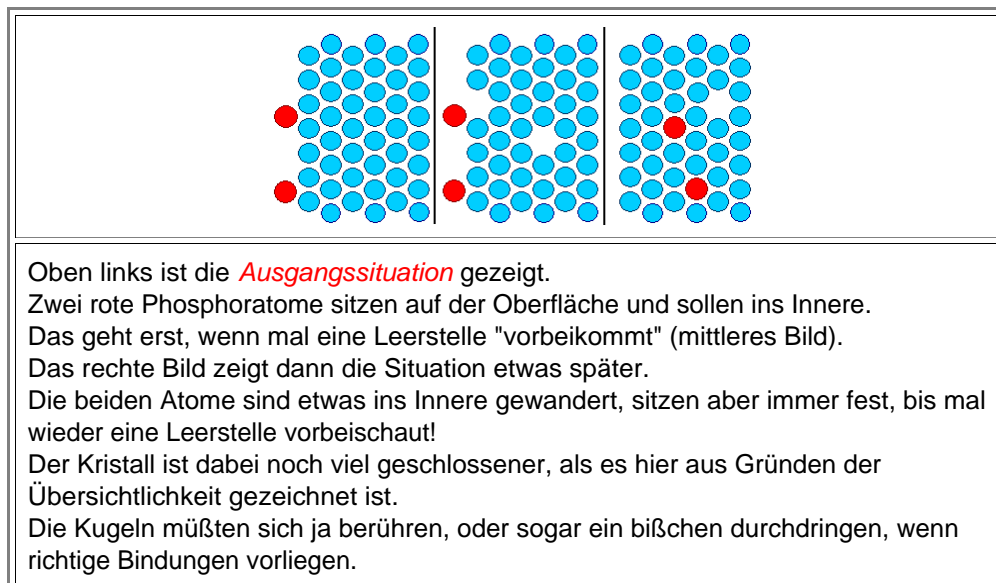 Oben links ist die Ausgangssituation gezeigt.
Zwei rote Phosphoratome sitzen auf der Oberfläche und sollen ins Innere.
Das geht erst, wenn mal eine Leerstelle "vorbeikommt" (mittleres Bild).
Das rechte Bild zeigt dann die Situation etwas später.
Die beiden Atome sind etwas ins Innere gewandert, sitzen aber immer fest, bis mal
wieder eine Leerstelle vorbeischaut!
Der Kristall ist dabei noch viel geschlossener, als es hier aus Gründen der
Übersichtlichkeit gezeichnet ist.
Die Kugeln müßten sich ja berühren, oder sogar ein bißchen durchdringen, wenn
richtige Bindungen vorliegen.